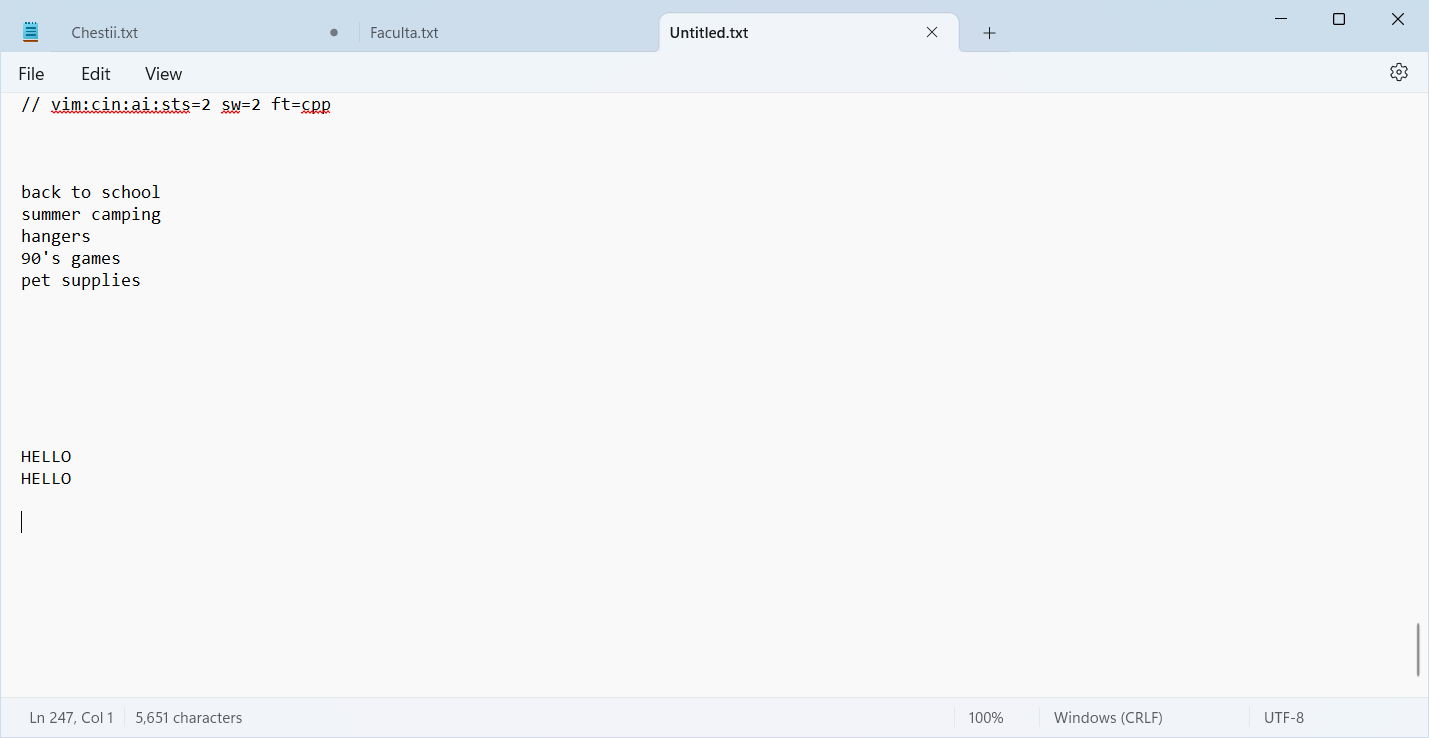 Chestii.txt Faculta.txt Untitled.txt
File Edit View
// vim:cin:ai:sts=2 sw=2 ft=cpp
back to school
summer camping
hangers
90's games
pet supplies
HELLO
HELLO
Ln 247, Col 1 5,651 characters 100% Windows (CRLF) UTF-8